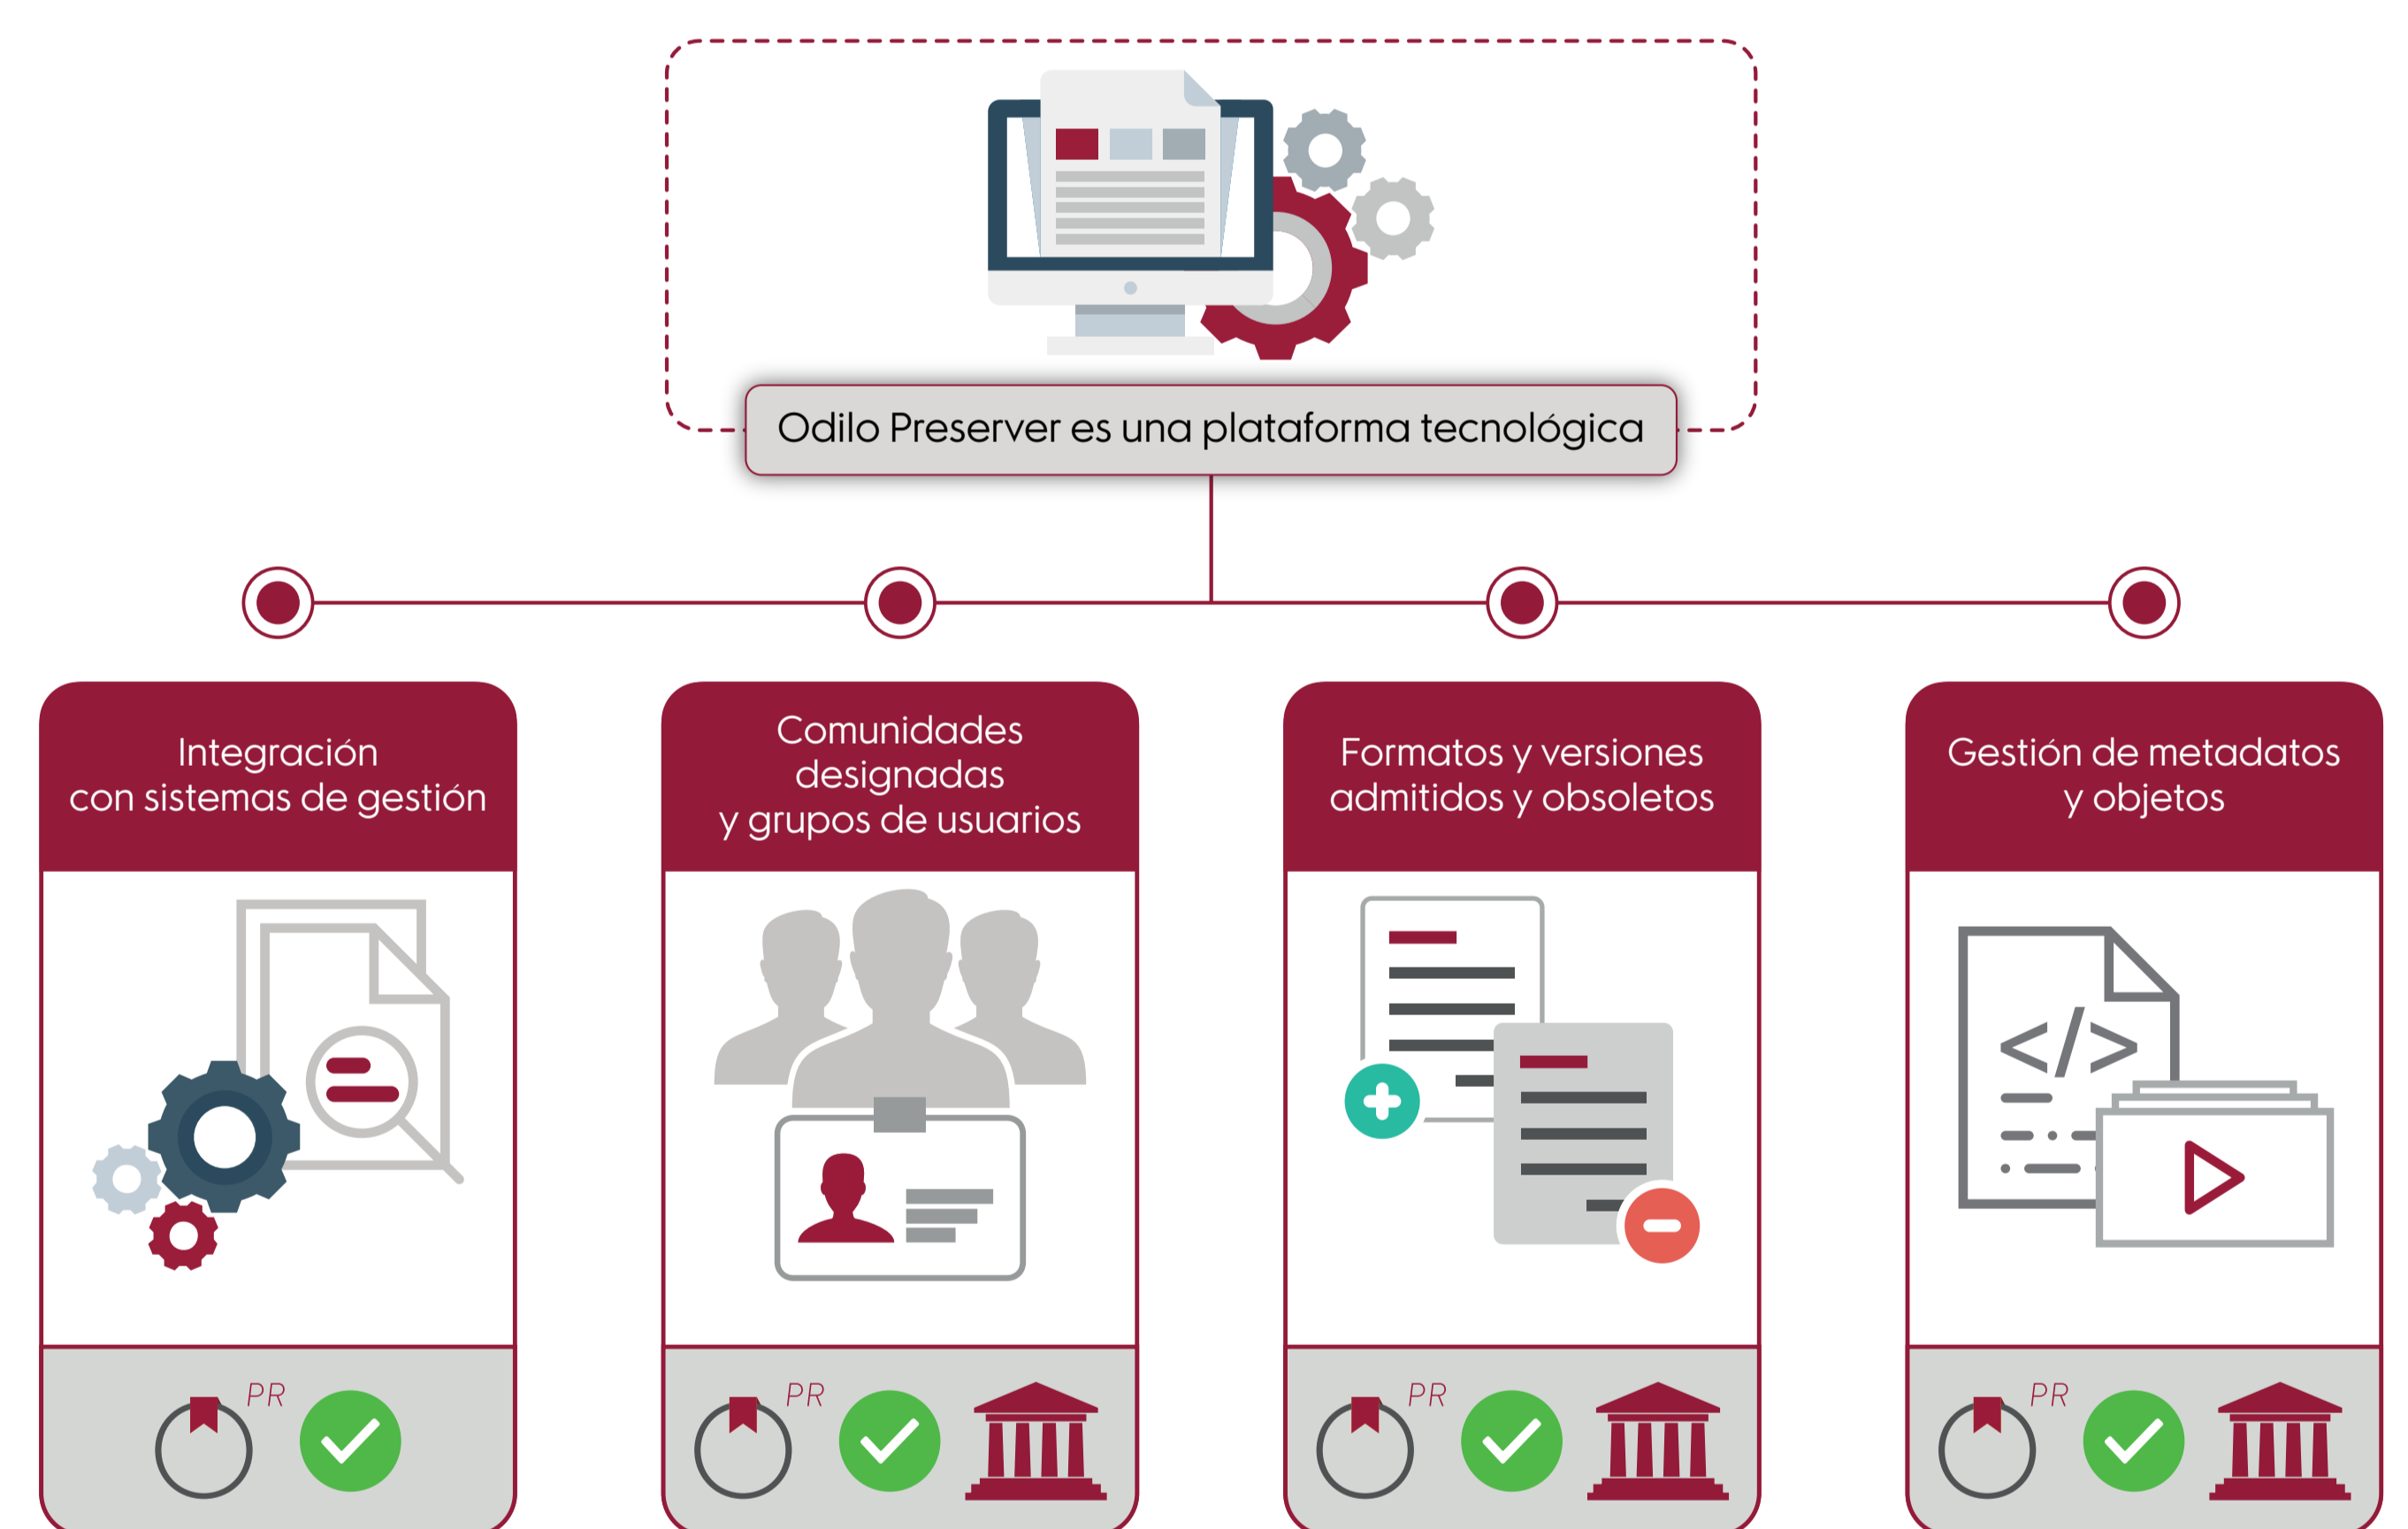 Odilo Preserver es una plataforma tecnológica
Integración
con sistemas de gestión
Comunidades
designadas
y grupos de usuarios
Formatos y versiones
admitidos y obsoletos
Gestión de metadatos
y objetos
</>
PR
PR
PR
PR